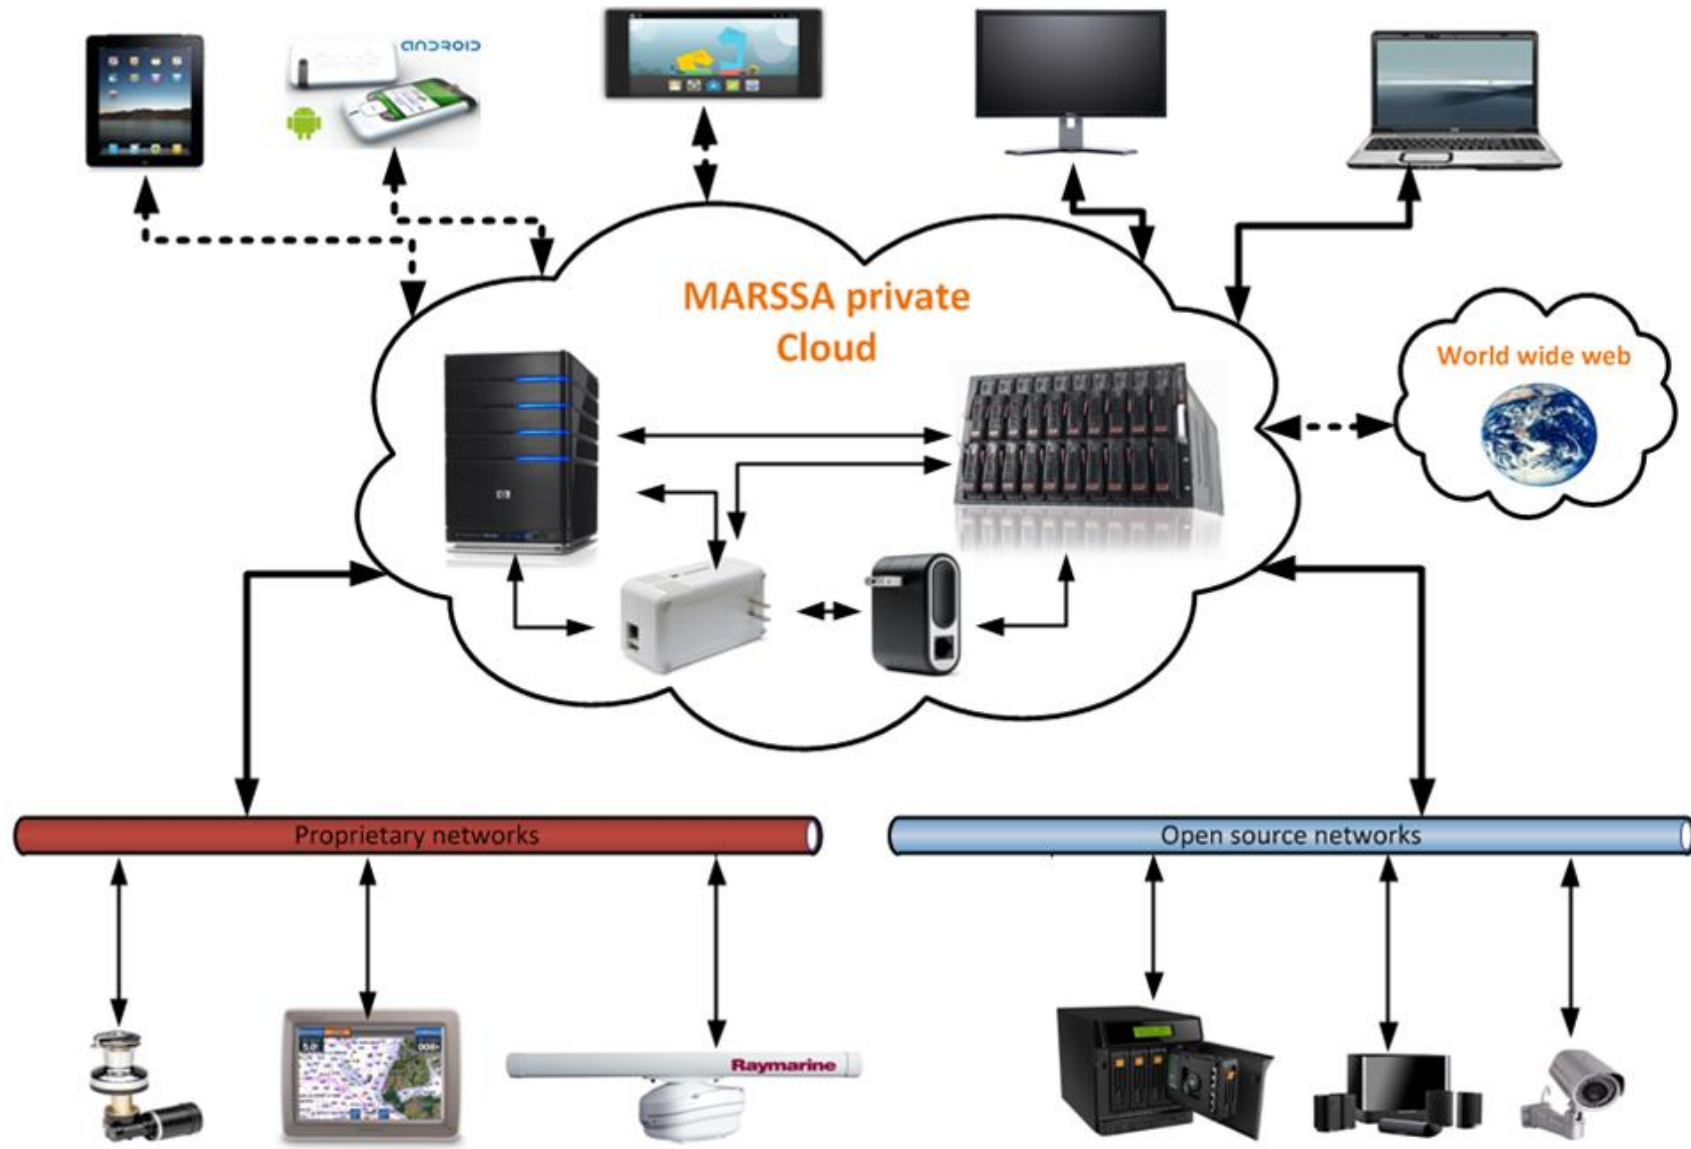 ANDROID
MARSSA private
Cloud
World wide web
Proprietary networks
Open source networks
Raymarine